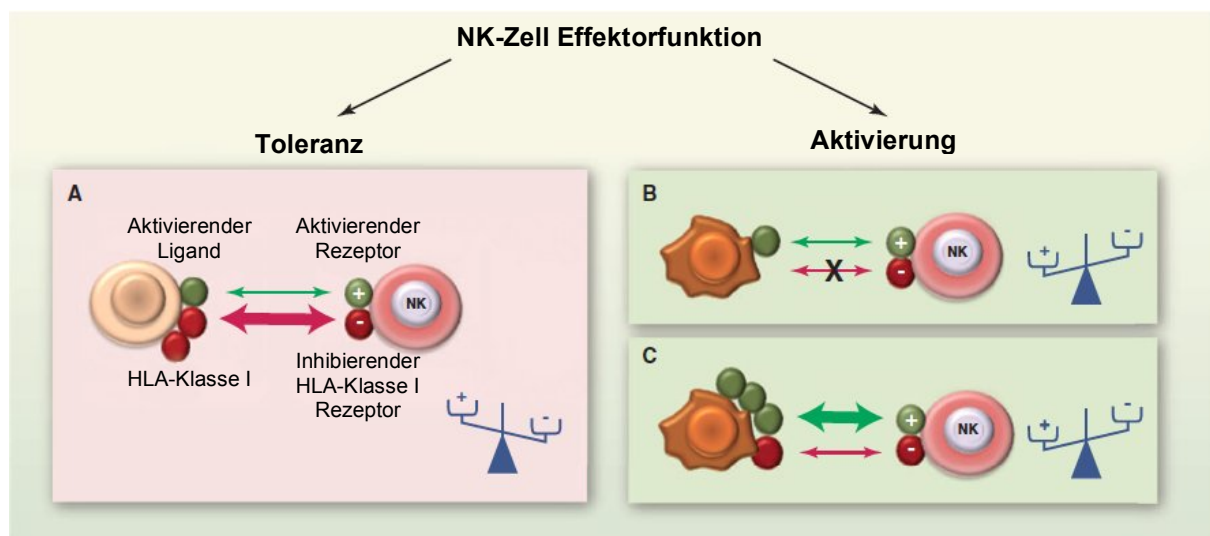 NK-Zell Effektorfunktion
Toleranz
Aktivierung
A
Aktivierender
Ligand
Aktivierender
Rezeptor
+
-
NK
HLA-Klasse I
Inhibierender
HLA-Klasse I
Rezeptor
+
-
B
+
-
X
NK
+
-
C
+
-
NK
+
-